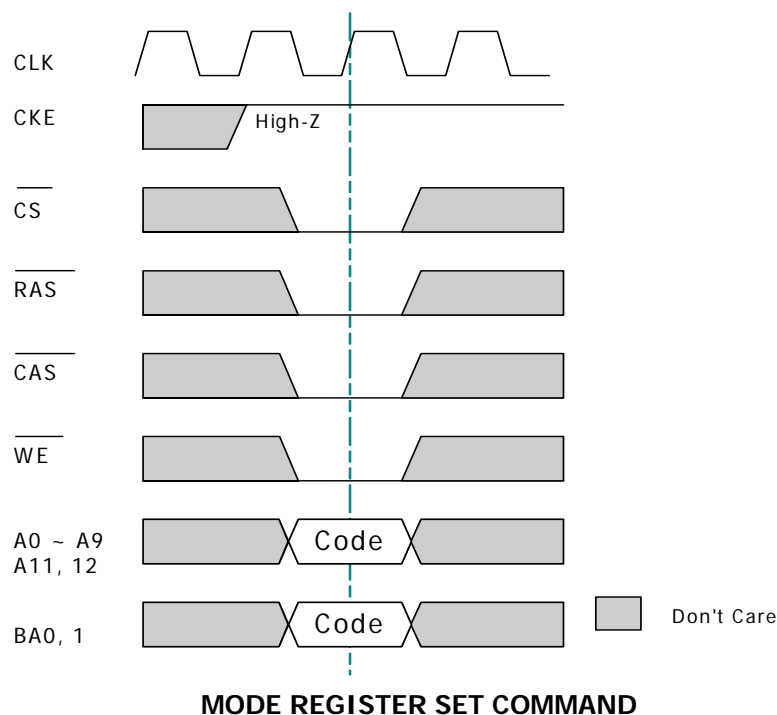 CLK
CKE
High-Z
CS
RAS
CAS
WE
A0 ~ A9
A11, 12
Code
BA0, 1
Code
Don't Care
MODE REGISTER SET COMMAND